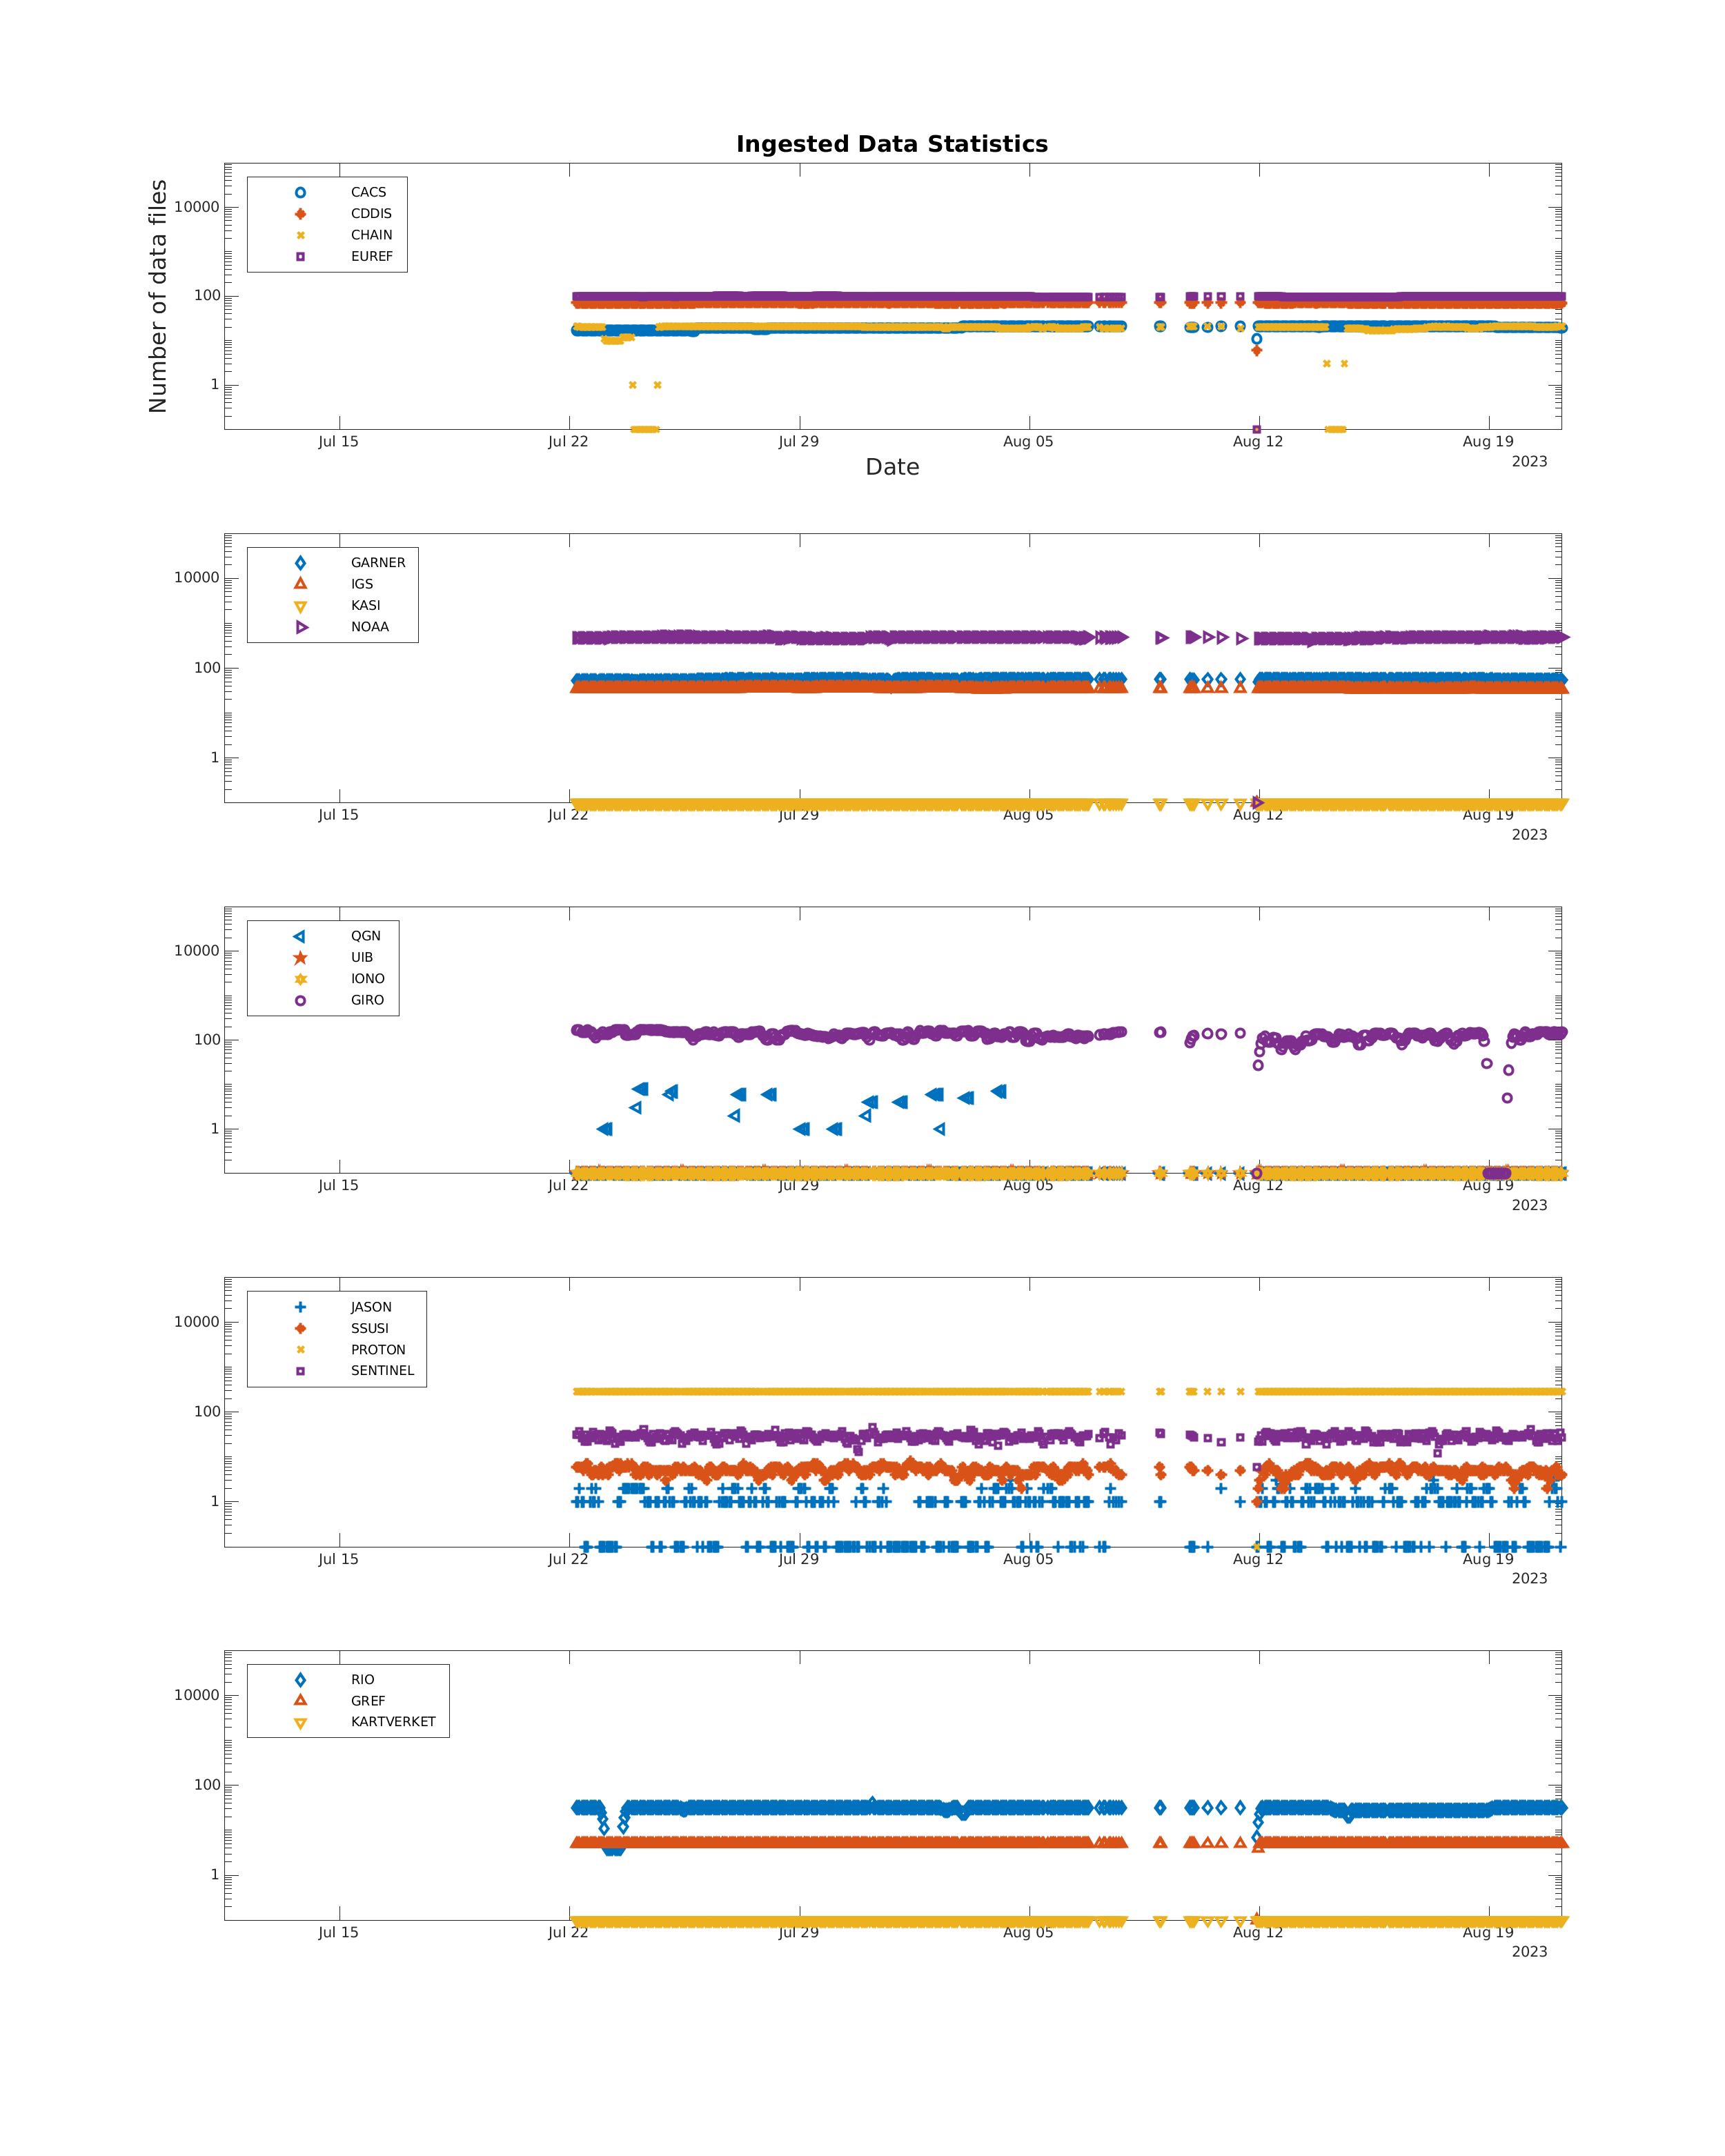 Ingested Data Statistics
Number of data files
CACS
CDDIS
CHAIN
EUREF
10000
100
1
Jul 15 Jul 22 Jul 29 Aug 05 Aug 12 Aug 19
2023
Date
GARNER
IGS
KASI
NOAA
10000
100
1
Jul 15 Jul 22 Jul 29 Aug 05 Aug 12 Aug 19
2023
QGN
UIB
IONO
GIRO
10000
100
1
Jul 15 Jul 22 Jul 29 Aug 05 Aug 12 Aug 19
2023
JASON
SSUSI
PROTON
SENTINEL
10000
100
1
Jul 15 Jul 22 Jul 29 Aug 05 Aug 12 Aug 19
2023
RIO
GREF
KARTVERKET
10000
100
1
Jul 15 Jul 22 Jul 29 Aug 05 Aug 12 Aug 19
2023